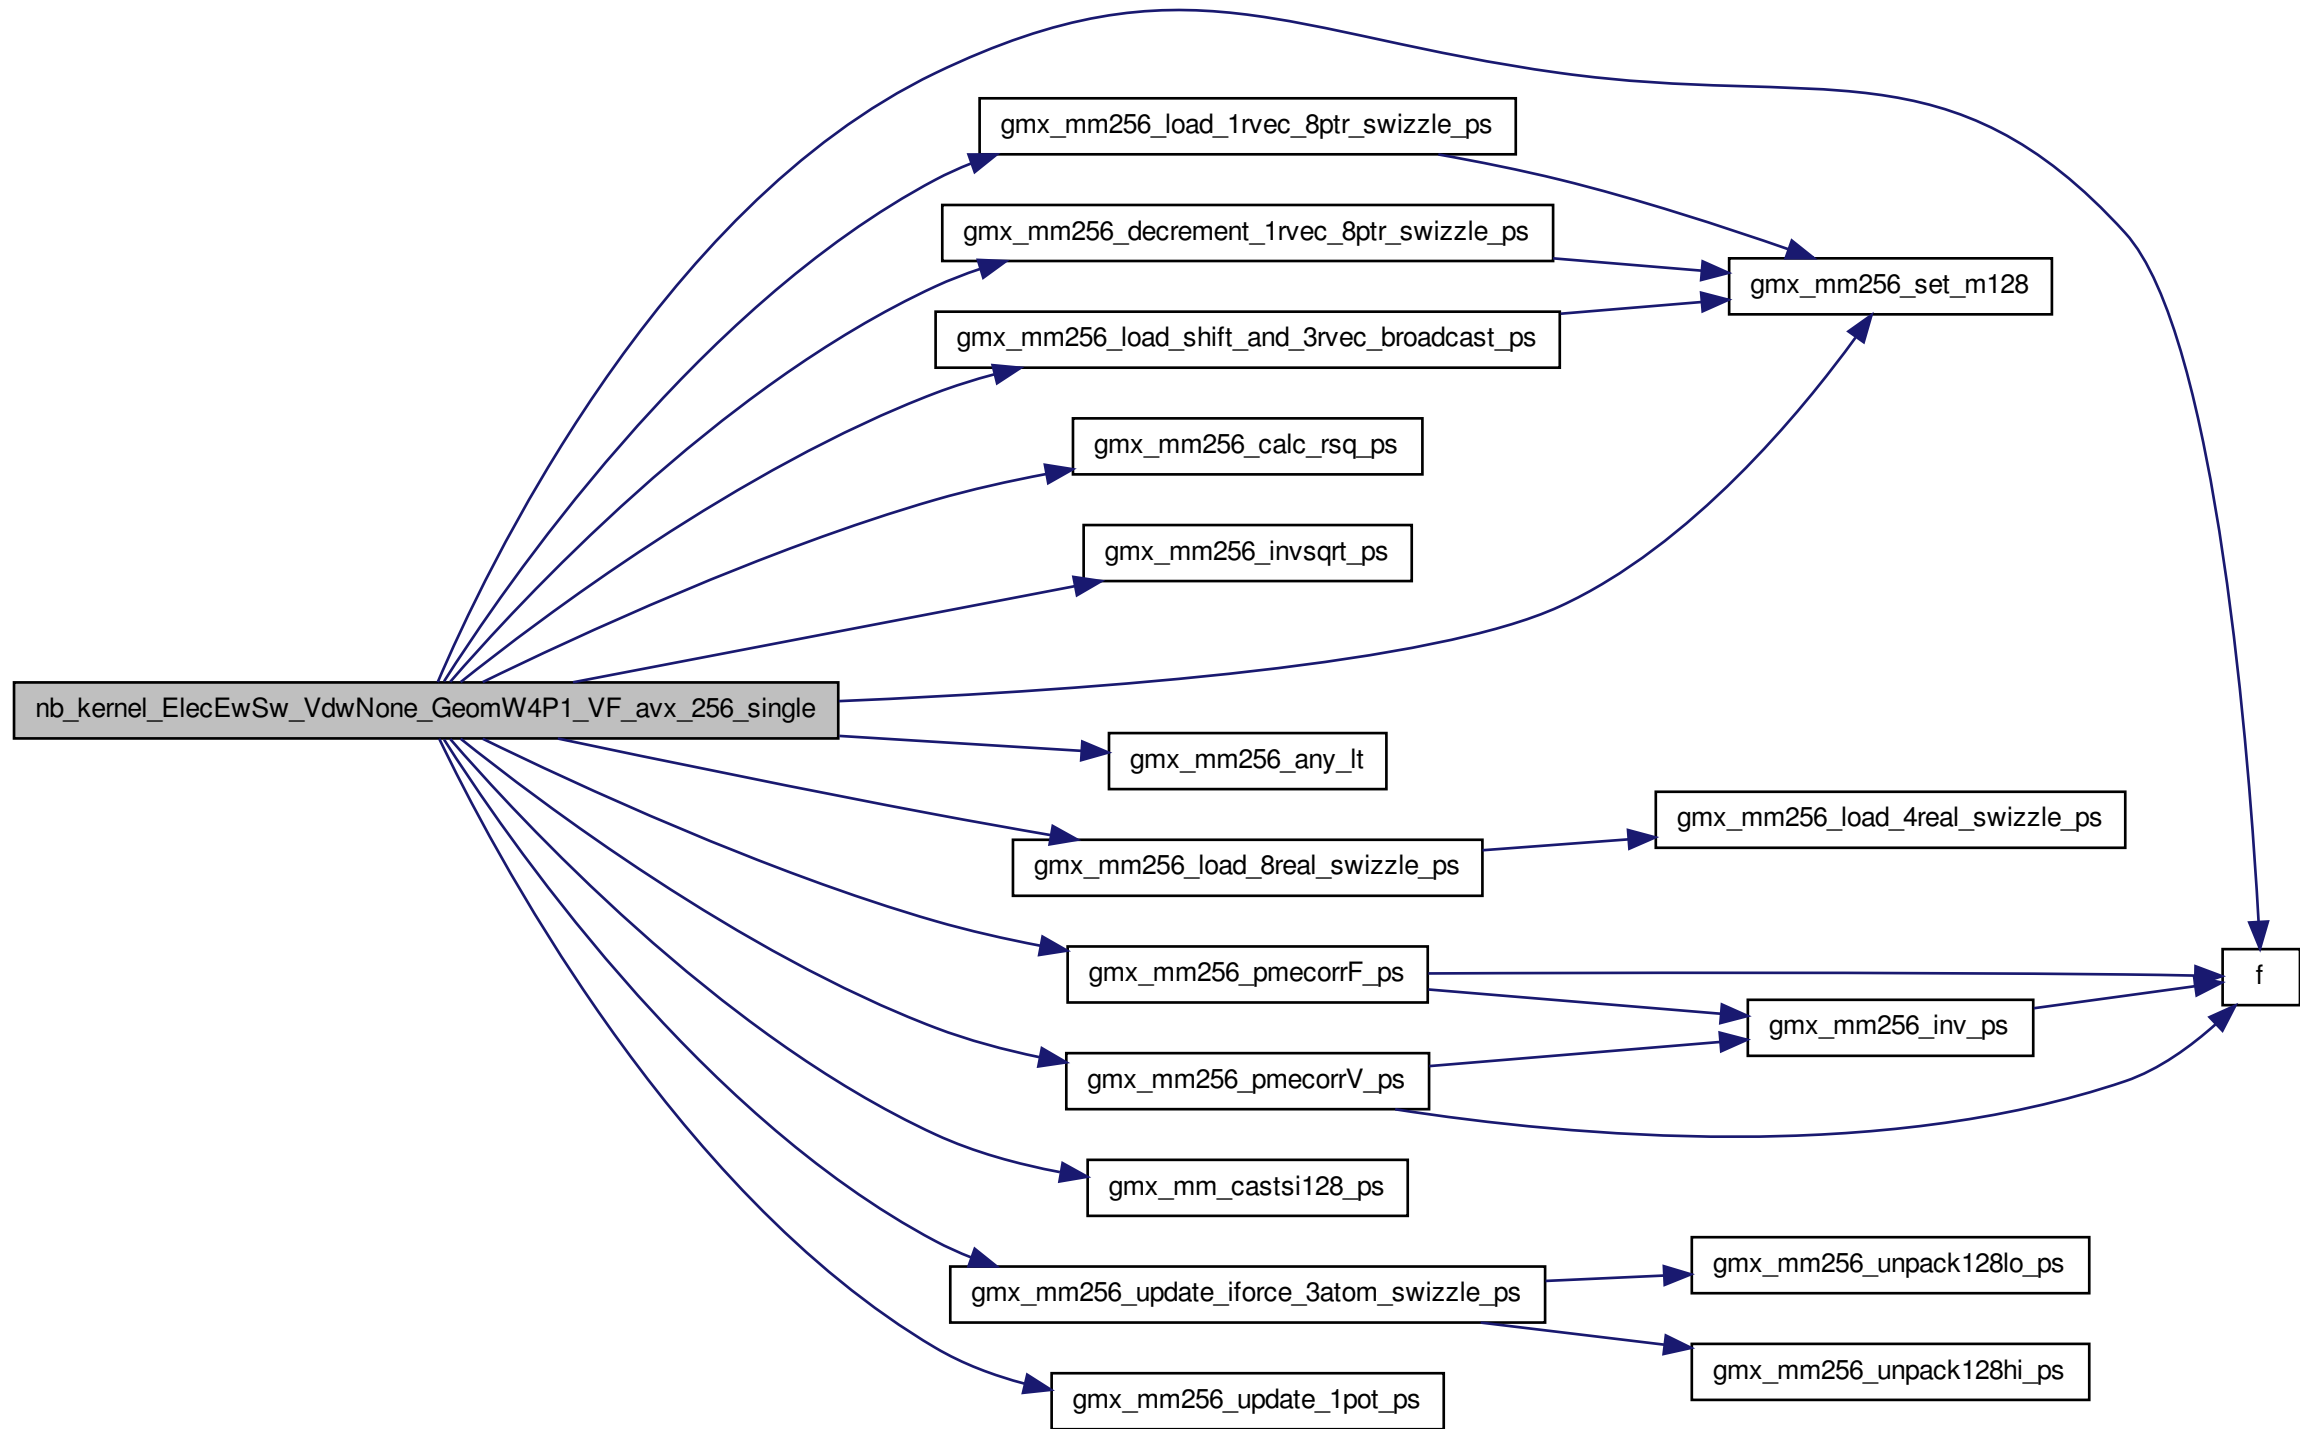 gmx_mm256_load_1rvec_8ptr_swizzle_ps
gmx_mm256_decrement_1rvec_8ptr_swizzle_ps
gmx_mm256_set_m128
gmx_mm256_load_shift_and_3rvec_broadcast_ps
gmx_mm256_calc_rsq_ps
gmx_mm256_invsqrt_ps
nb_kernel_ElecEwSw_VdwNone_GeomW4P1_VF_avx_256_single
gmx_mm256_any_lt
gmx_mm256_load_4real_swizzle_ps
gmx_mm256_load_8real_swizzle_ps
gmx_mm256_pmecorrF_ps
f
gmx_mm256_inv_ps
gmx_mm256_pmecorrV_ps
gmx_mm_castsi128_ps
gmx_mm256_unpack128lo_ps
gmx_mm256_update_iforce_3atom_swizzle_ps
gmx_mm256_unpack128hi_ps
gmx_mm256_update_1pot_ps